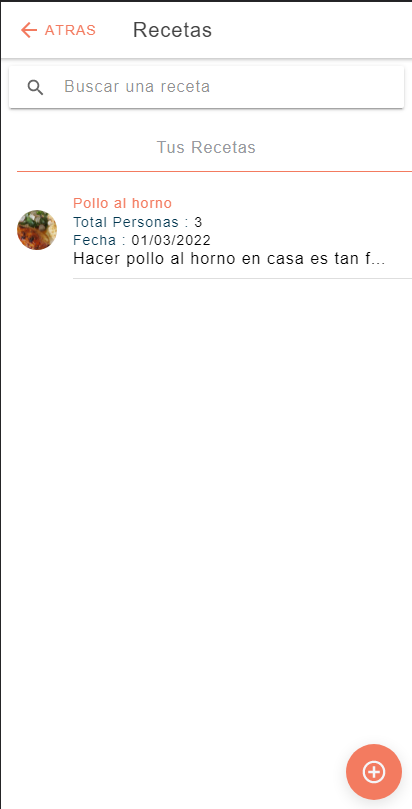 ATRAS Recetas
Buscar una receta
Tus Recetas
Pollo al horno
Total Personas : 3
Fecha : 01/03/2022
Hacer pollo al horno en casa es tan f...